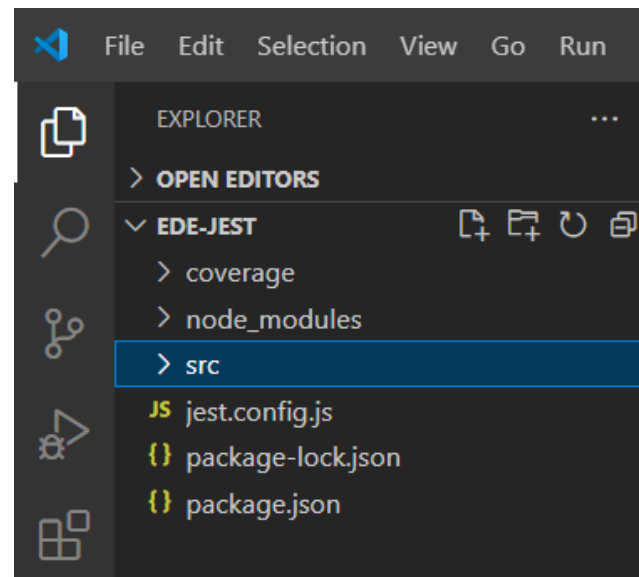 File Edit Selection View Go Run
EXPLORER
OPEN EDITORS
EDE-JEST
coverage
node_modules
src
JS jest.config.js
{} package-lock.json
{} package.json